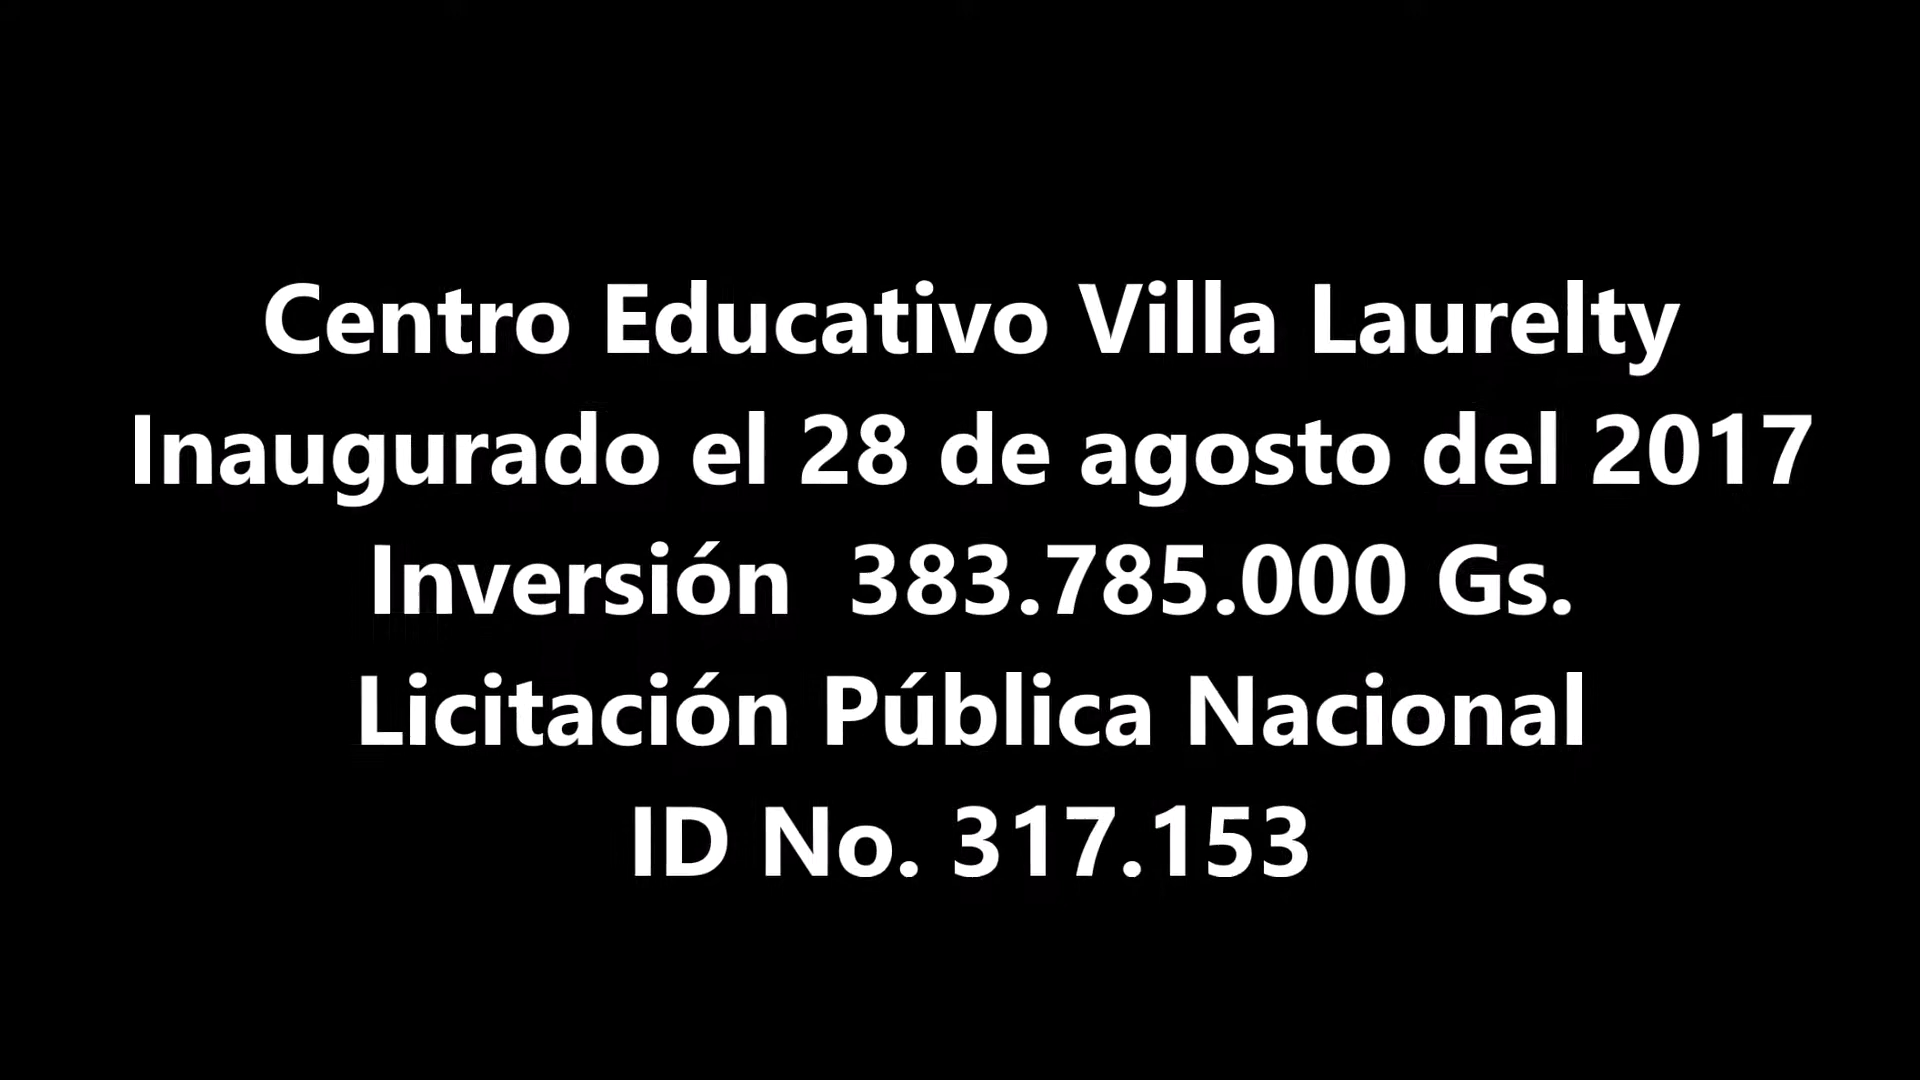 Centro Educativo Villa Laurelty
Inaugurado el 28 de agosto del 2017
Inversión  383.785.000 Gs.
Licitación Pública Nacional
ID No. 317.153